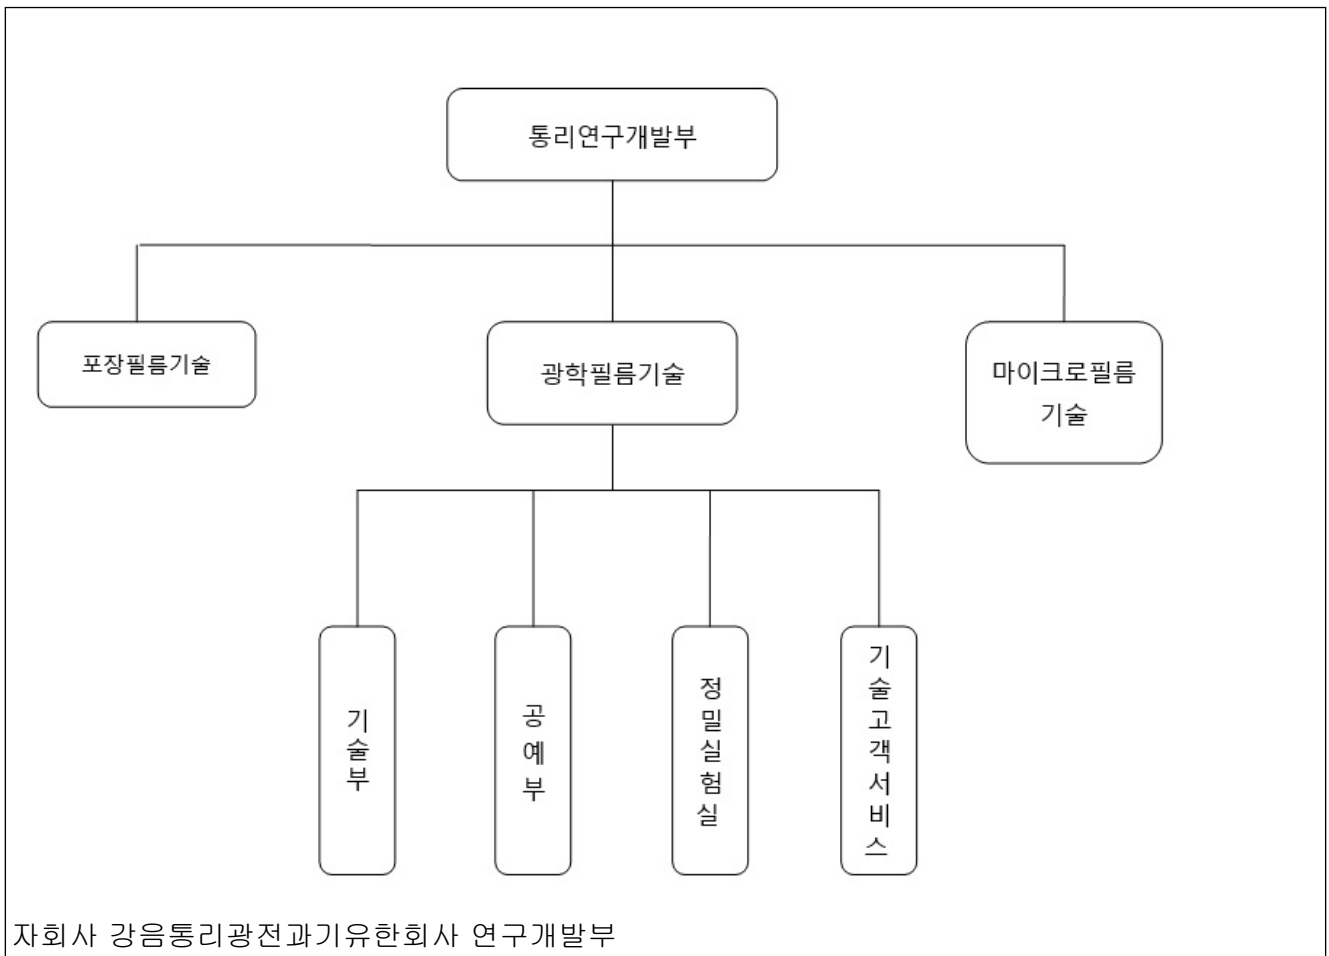 통리연구개발부
포장필름기술
광학필름기술
마이크로필름
기술
기술부
공예부
정밀실험실
기술고객서비스
자회사 강음통리광전과기유한회사 연구개발부